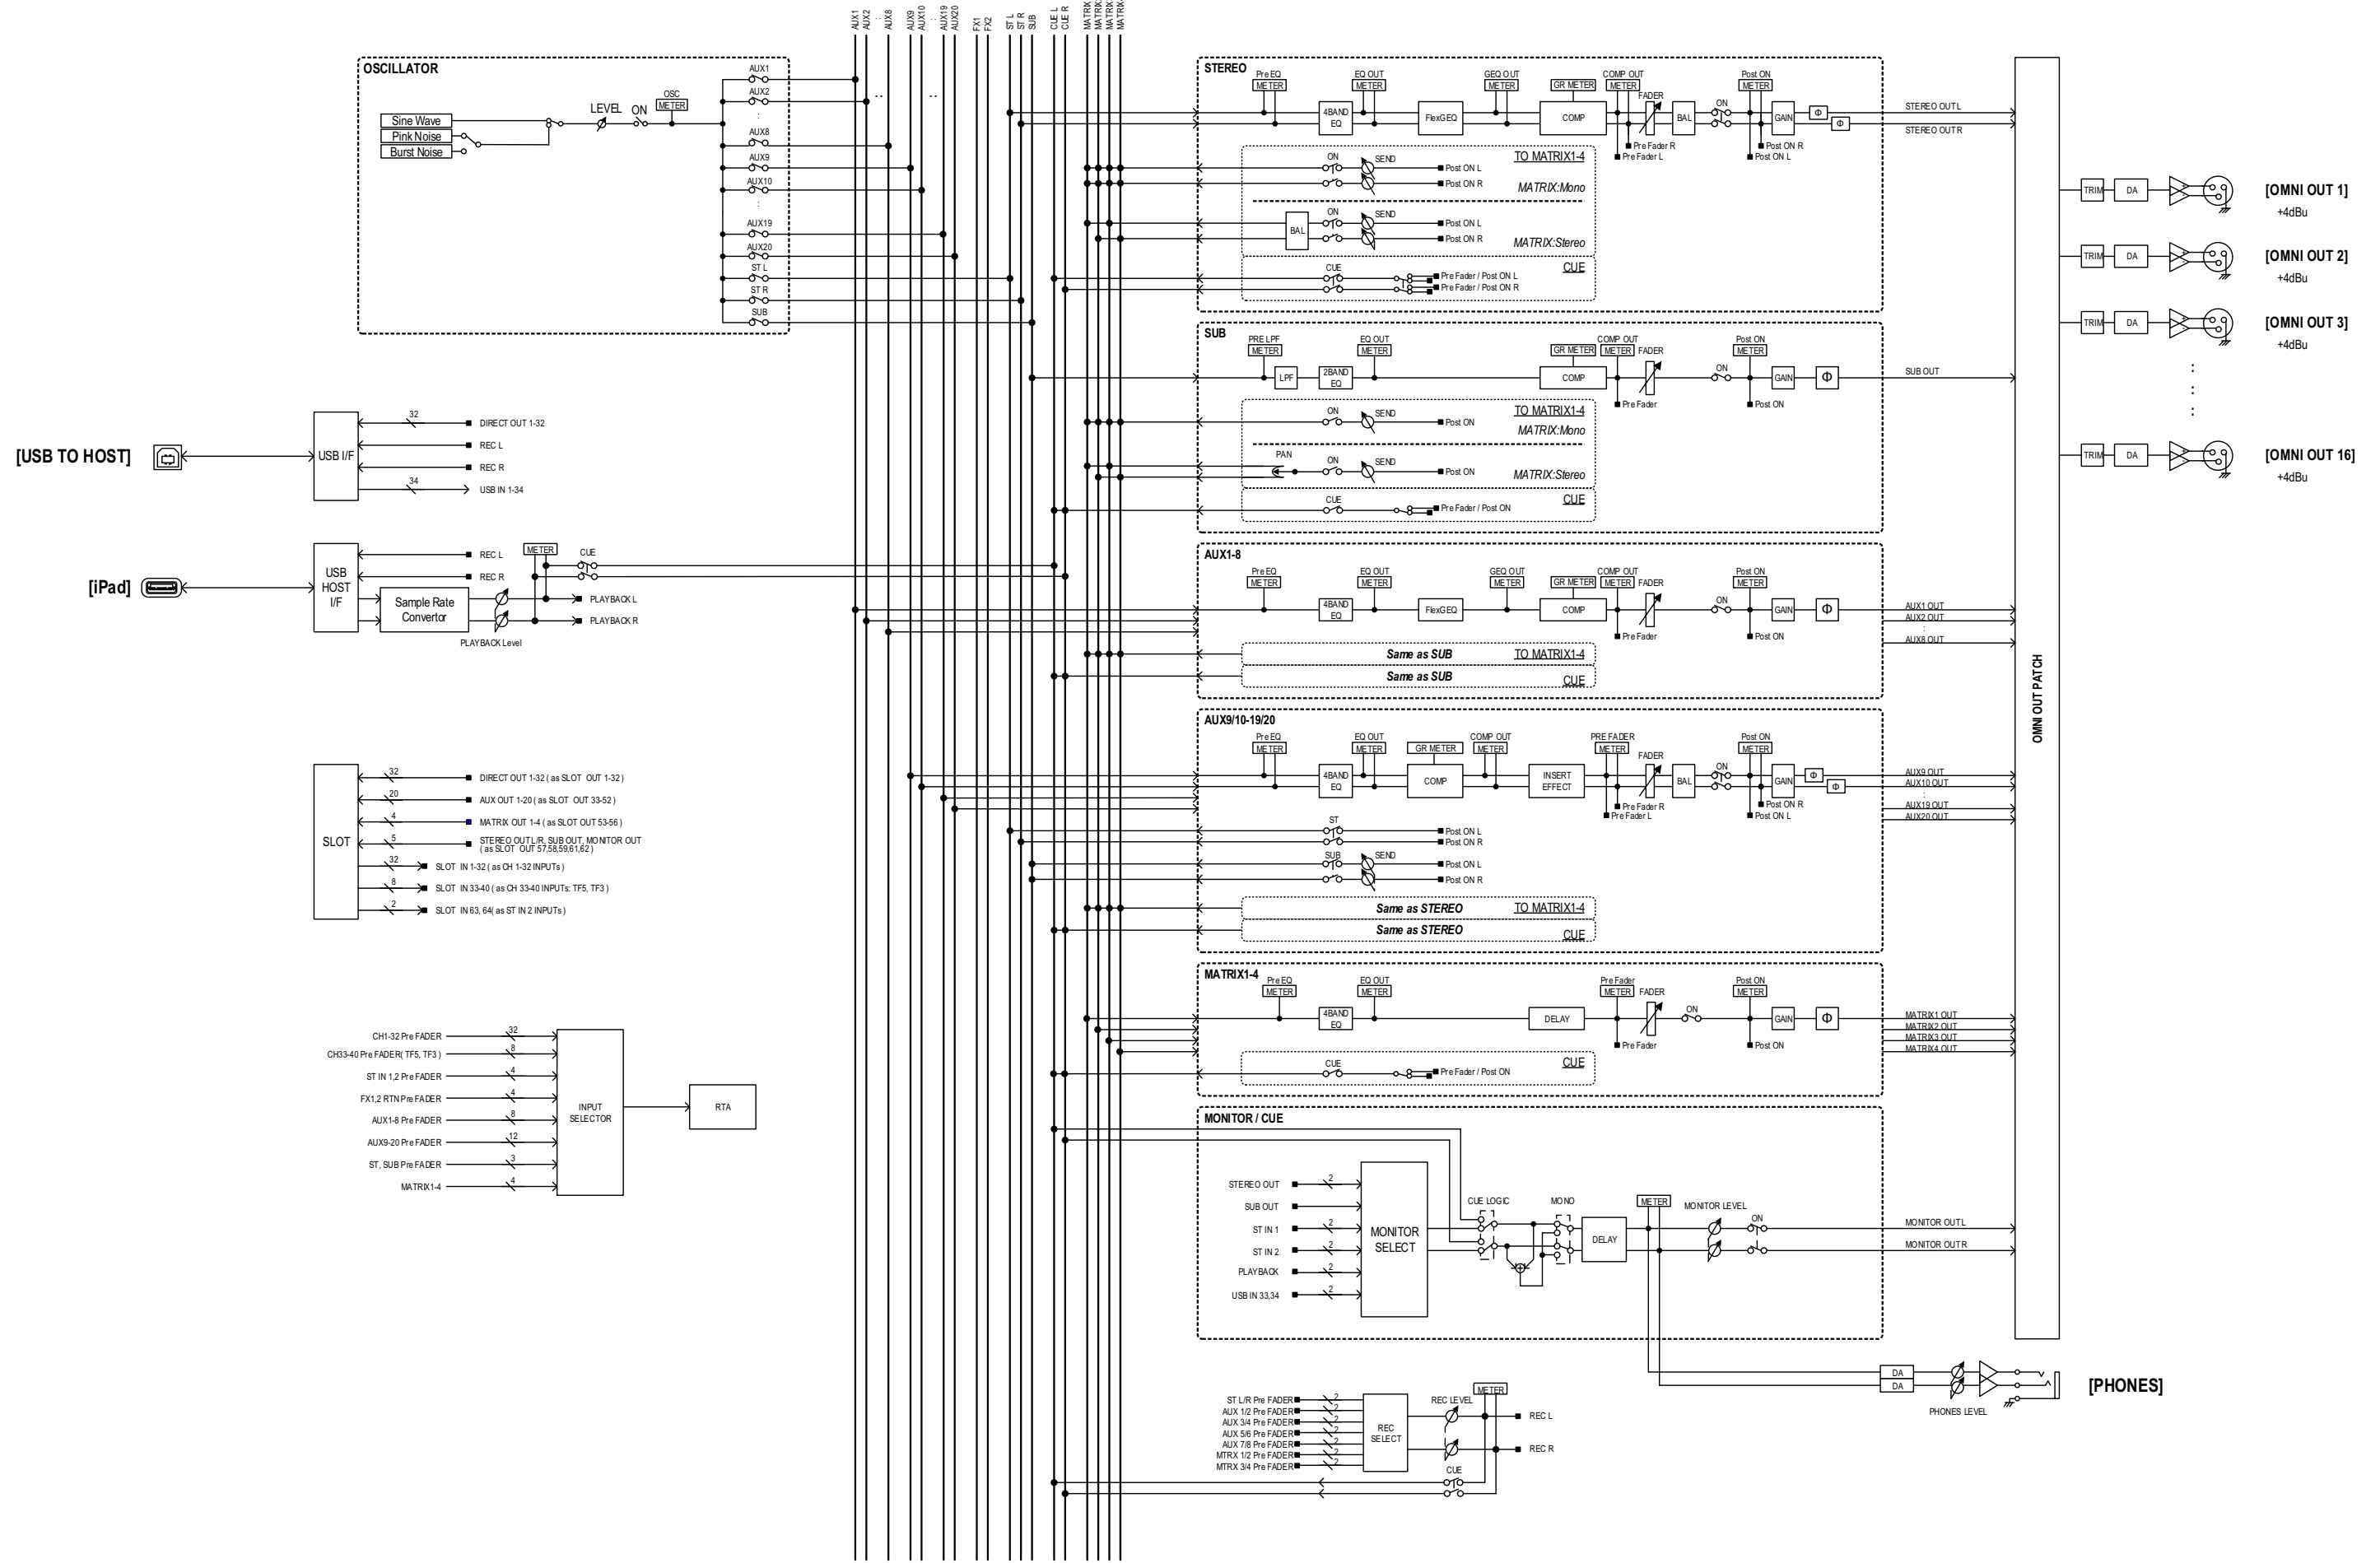 AUX1
AUX2
:
AUX8
AUX9
AUX10
:
AUX19
AUX20
FX1
FX2
ST L
ST R
SUB
CUE L
CUE R
MATRIX
MATRIX
MATRIX
MATRIX
OSCILLATOR
Sine Wave
Pink Noise
Burst Noise
LEVEL
ON
OSC
METER
AUX1
AUX2
:
AUX8
AUX9
AUX10
:
AUX19
AUX20
ST L
ST R
SUB
[USB TO HOST]
USB I/F
32
DIRECT OUT 1-32
REC L
REC R
34
USB IN 1-34
[iPad]
USB
HOST
I/F
REC L
REC R
Sample Rate
Convertor
METER
CUE
PLAYBACK L
PLAYBACK R
PLAYBACK Level
SLOT
32
DIRECT OUT 1-32 ( as SLOT OUT 1-32 )
20
AUX OUT 1-20 ( as SLOT OUT 33-52 )
4
MATRIX OUT 1-4 ( as SLOT OUT 53-56 )
5
STEREO OUT L/R, SUB OUT, MONITOR OUT
( as SLOT OUT 57,58,59,61,62 )
32
SLOT IN 1-32 ( as CH 1-32 INPUTs )
8
SLOT IN 33-40 ( as CH 33-40 INPUTs: TF5, TF3 )
2
SLOT IN 63, 64( as ST IN 2 INPUTs )
CH1-32 Pre FADER
32
CH33-40 Pre FADER( TF5, TF3 )
8
ST IN 1,2 Pre FADER
4
FX1,2 RTN Pre FADER
4
AUX1-8 Pre FADER
8
AUX9-20 Pre FADER
12
ST, SUB Pre FADER
3
MATRIX1-4
4
INPUT
SELECTOR
RTA
STEREO
Pre EQ
METER
EQ OUT
METER
GEQ OUT
METER
GR METER
COMP OUT
METER
FADER
Post ON
METER
4BAND
EQ
FlexGEQ
COMP
BAL
ON
GAIN
Φ
Φ
Pre Fader R
Pre Fader L
Post ON R
Post ON L
STEREO OUT L
STEREO OUT R
ON
SEND
Post ON L
Post ON R
TO MATRIX1-4
MATRIX:Mono
BAL
ON
SEND
Post ON L
Post ON R
MATRIX:Stereo
CUE
Pre Fader / Post ON L
Pre Fader / Post ON R
CUE
SUB
PRE LPF
METER
EQ OUT
METER
GR METER
COMP OUT
METER
FADER
Post ON
METER
LPF
2BAND
EQ
COMP
ON
GAIN
Φ
Pre Fader
Post ON
SUB OUT
ON
SEND
Post ON
TO MATRIX1-4
MATRIX:Mono
PAN
ON
SEND
Post ON
MATRIX:Stereo
CUE
Pre Fader / Post ON
CUE
AUX1-8
Pre EQ
METER
EQ OUT
METER
GEQ OUT
METER
GR METER
COMP OUT
METER
FADER
Post ON
METER
4BAND
EQ
FlexGEQ
COMP
ON
GAIN
Φ
Pre Fader
Post ON
AUX1 OUT
AUX2 OUT
:
AUX8 OUT
Same as SUB
TO MATRIX1-4
Same as SUB
CUE
AUX9/10-19/20
Pre EQ
METER
EQ OUT
METER
GR METER
COMP OUT
METER
PRE FADER
METER
FADER
Post ON
METER
4BAND
EQ
COMP
INSERT
EFFECT
BAL
ON
GAIN
Φ
Φ
Pre Fader R
Pre Fader L
Post ON R
Post ON L
AUX9 OUT
AUX10 OUT
:
AUX19 OUT
AUX20 OUT
ST
Post ON L
Post ON R
SUB
SEND
Post ON L
Post ON R
Same as STEREO
TO MATRIX1-4
Same as STEREO
CUE
MATRIX1-4
Pre EQ
METER
EQ OUT
METER
Pre Fader
METER
FADER
Post ON
METER
4BAND
EQ
DELAY
ON
GAIN
Φ
Pre Fader
Post ON
MATRIX1 OUT
MATRIX2 OUT
MATRIX3 OUT
MATRIX4 OUT
CUE
Pre Fader / Post ON
CUE
MONITOR / CUE
STEREO OUT
2
SUB OUT
ST IN 1
2
ST IN 2
2
PLAYBACK
2
USB IN 33,34
2
MONITOR
SELECT
CUE LOGIC
MONO
DELAY
METER
MONITOR LEVEL
ON
MONITOR OUT L
MONITOR OUT R
ST L/R Pre FADER
2
AUX 1/2 Pre FADER
2
AUX 3/4 Pre FADER
2
AUX 5/6 Pre FADER
2
AUX 7/8 Pre FADER
2
MTRX 1/2 Pre FADER
2
MTRX 3/4 Pre FADER
2
REC
SELECT
REC LEVEL
METER
REC L
REC R
CUE
OMNI OUT PATCH
TRIM
DA
[OMNI OUT 1]
+4dBu
TRIM
DA
[OMNI OUT 2]
+4dBu
TRIM
DA
[OMNI OUT 3]
+4dBu
:
:
:
TRIM
DA
[OMNI OUT 16]
+4dBu
DA
DA
PHONES LEVEL
[PHONES]